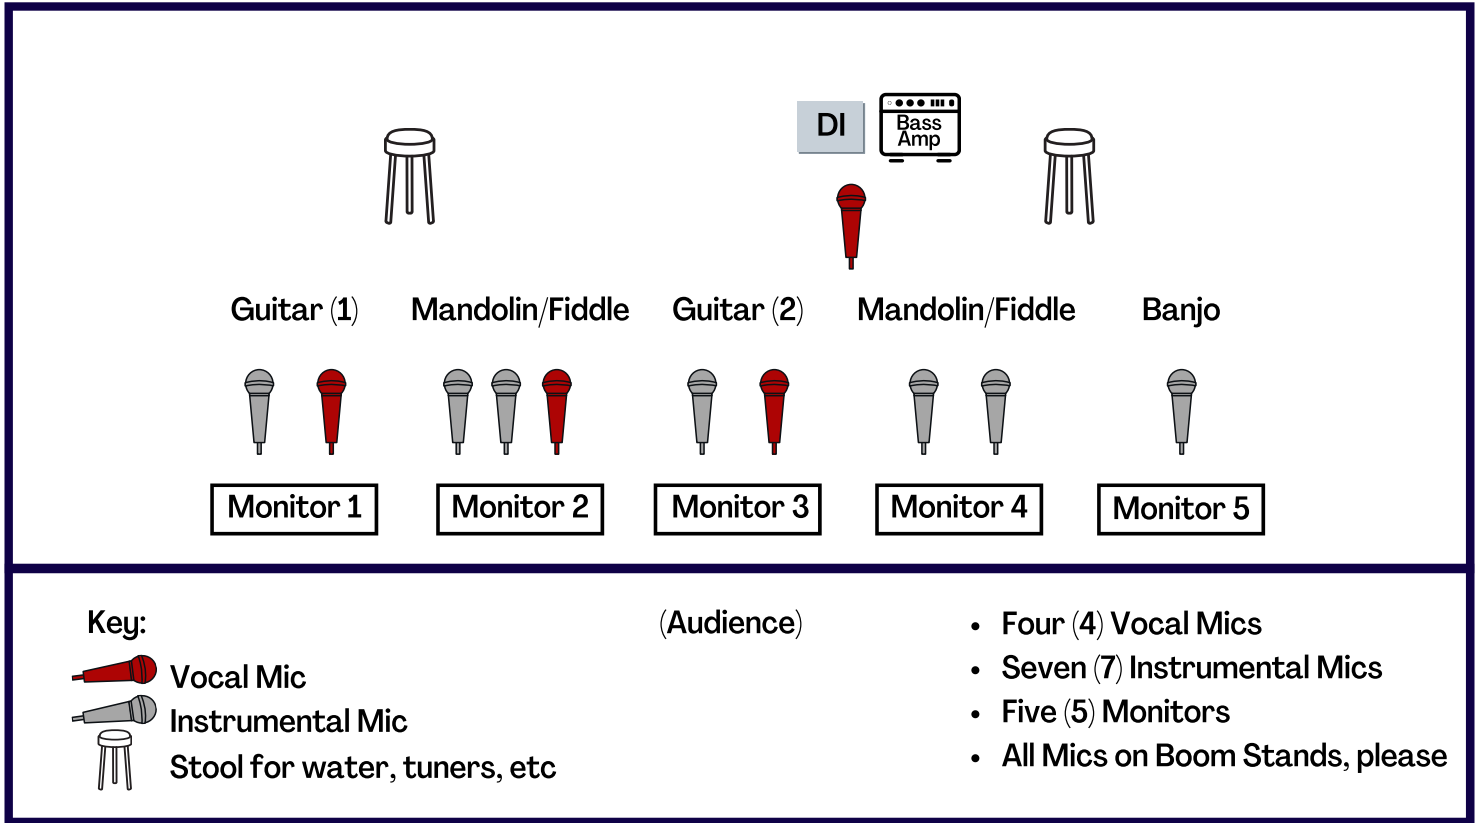 DI
Bass
Amp
Guitar (1)
Mandolin/Fiddle
Guitar (2)
Mandolin/Fiddle
Banjo
Monitor 1
Monitor 2
Monitor 3
Monitor 4
Monitor 5
Key:
Vocal Mic
Instrumental Mic
Stool for water, tuners, etc
(Audience)
• Four (4) Vocal Mics
• Seven (7) Instrumental Mics
• Five (5) Monitors
• All Mics on Boom Stands, please